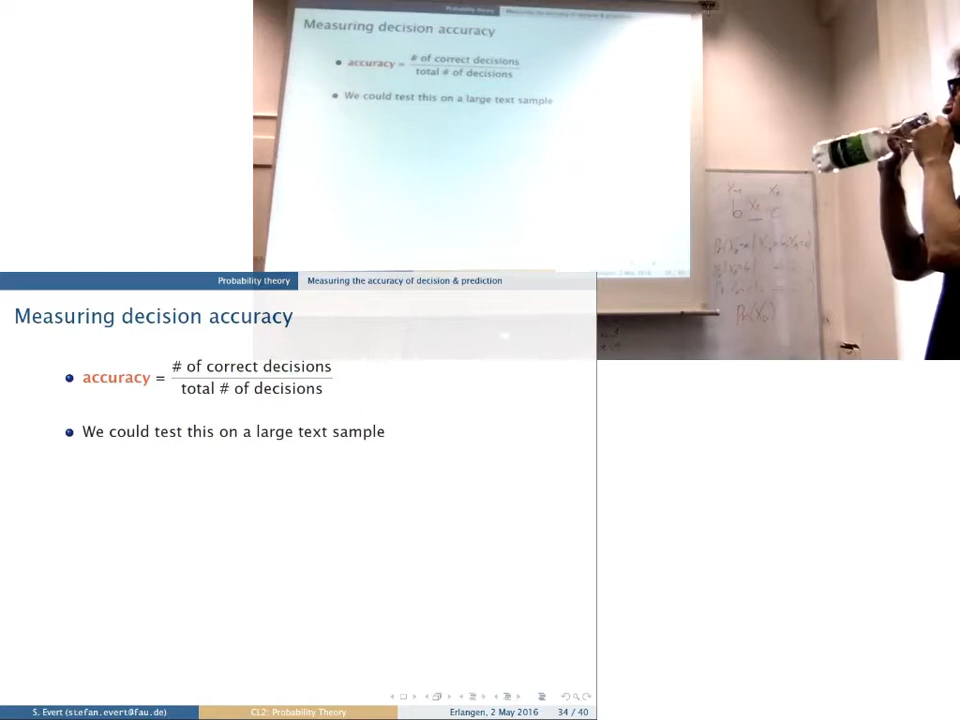 Probability theory
Measuring decision accuracy
accuracy = # of correct decisions
total # of decisions
We could test this on a large text sample
Probability theory Measuring the accuracy of decision & prediction
Measuring decision accuracy
accuracy = # of correct decisions
total # of decisions
We could test this on a large text sample
S. Evert (stefan.evert@fau.de) CL2: Probability Theory Erlangen, 2 May 2016 34 / 40